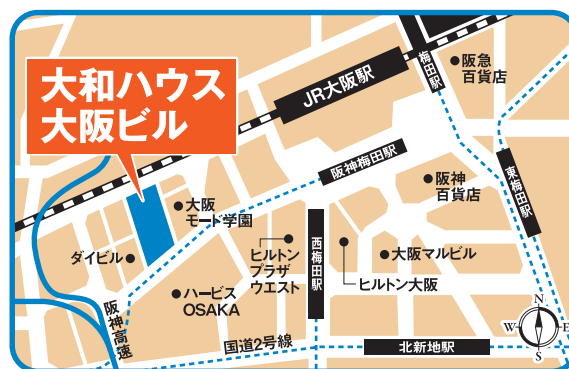 大和ハウス
大阪ビル
JR大阪駅
梅田駅
阪急
百貨店
阪神梅田駅
阪神
百貨店
東梅田駅
大阪
モード学園
ダイビル
ヒルトン
プラザ
ウエスト
西梅田駅
大阪マルビル
ヒルトン大阪
ハービス
OSAKA
阪神高速
国道2号線
北新地駅
N
W
E
S